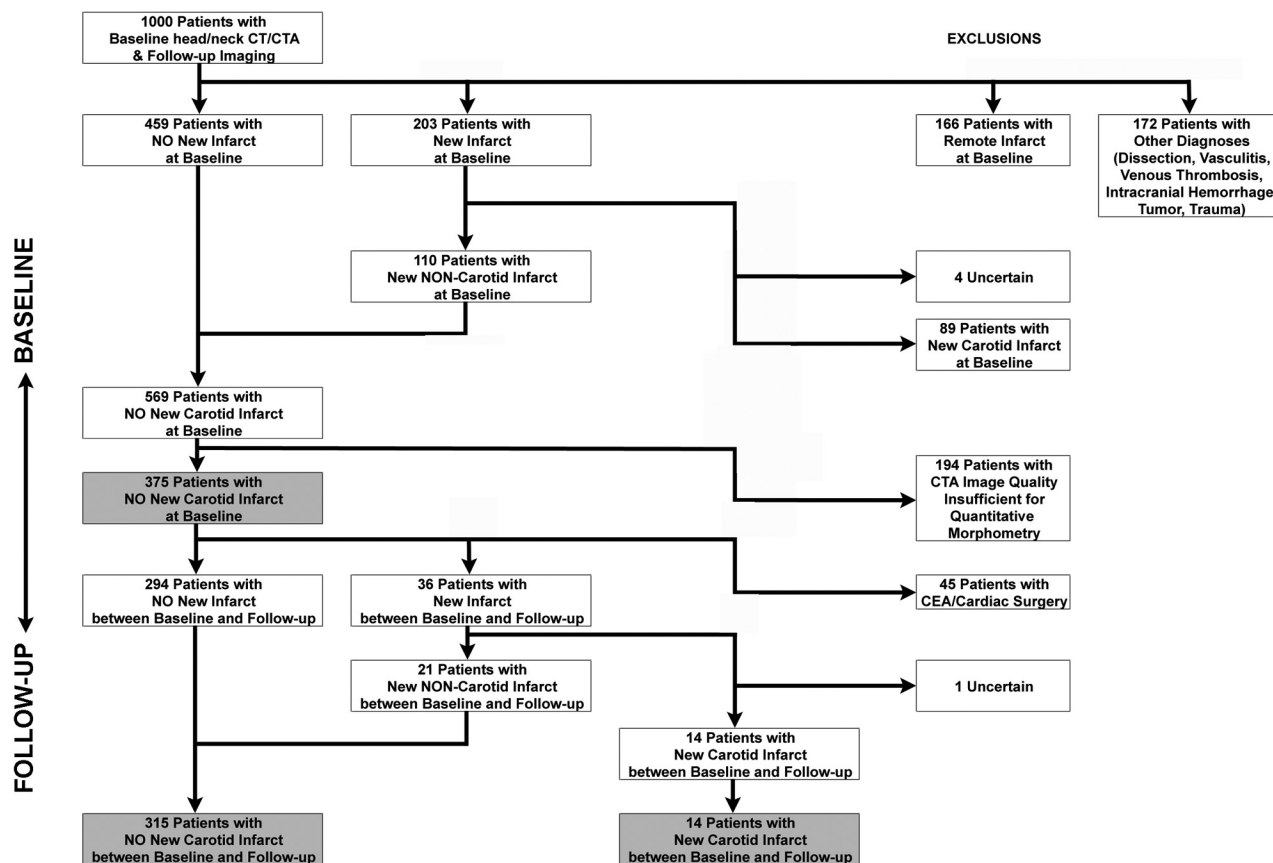 1000 Patients with
Baseline head/neck CT/CTA
& Follow-up Imaging
EXCLUSIONS
459 Patients with
NO New Infarct
at Baseline
203 Patients with
New Infarct
at Baseline
166 Patients with
Remote Infarct
at Baseline
172 Patients with
Other Diagnoses
(Dissection, Vasculitis,
Venous Thrombosis,
Intracranial Hemorrhage
Tumor, Trauma)
110 Patients with
New NON-Carotid Infarct
at Baseline
4 Uncertain
89 Patients with
New Carotid Infarct
at Baseline
BASELINE
569 Patients with
NO New Carotid Infarct
at Baseline
375 Patients with
NO New Carotid Infarct
at Baseline
194 Patients with
CTA Image Quality
Insufficient for
Quantitative
Morphometry
294 Patients with
NO New Infarct
between Baseline and Follow-up
36 Patients with
New Infarct
between Baseline and Follow-up
45 Patients with
CEA/Cardiac Surgery
FOLLOW-UP
21 Patients with
New NON-Carotid Infarct
between Baseline and Follow-up
1 Uncertain
14 Patients with
New Carotid Infarct
between Baseline and Follow-up
315 Patients with
NO New Carotid Infarct
between Baseline and Follow-up
14 Patients with
New Carotid Infarct
between Baseline and Follow-up